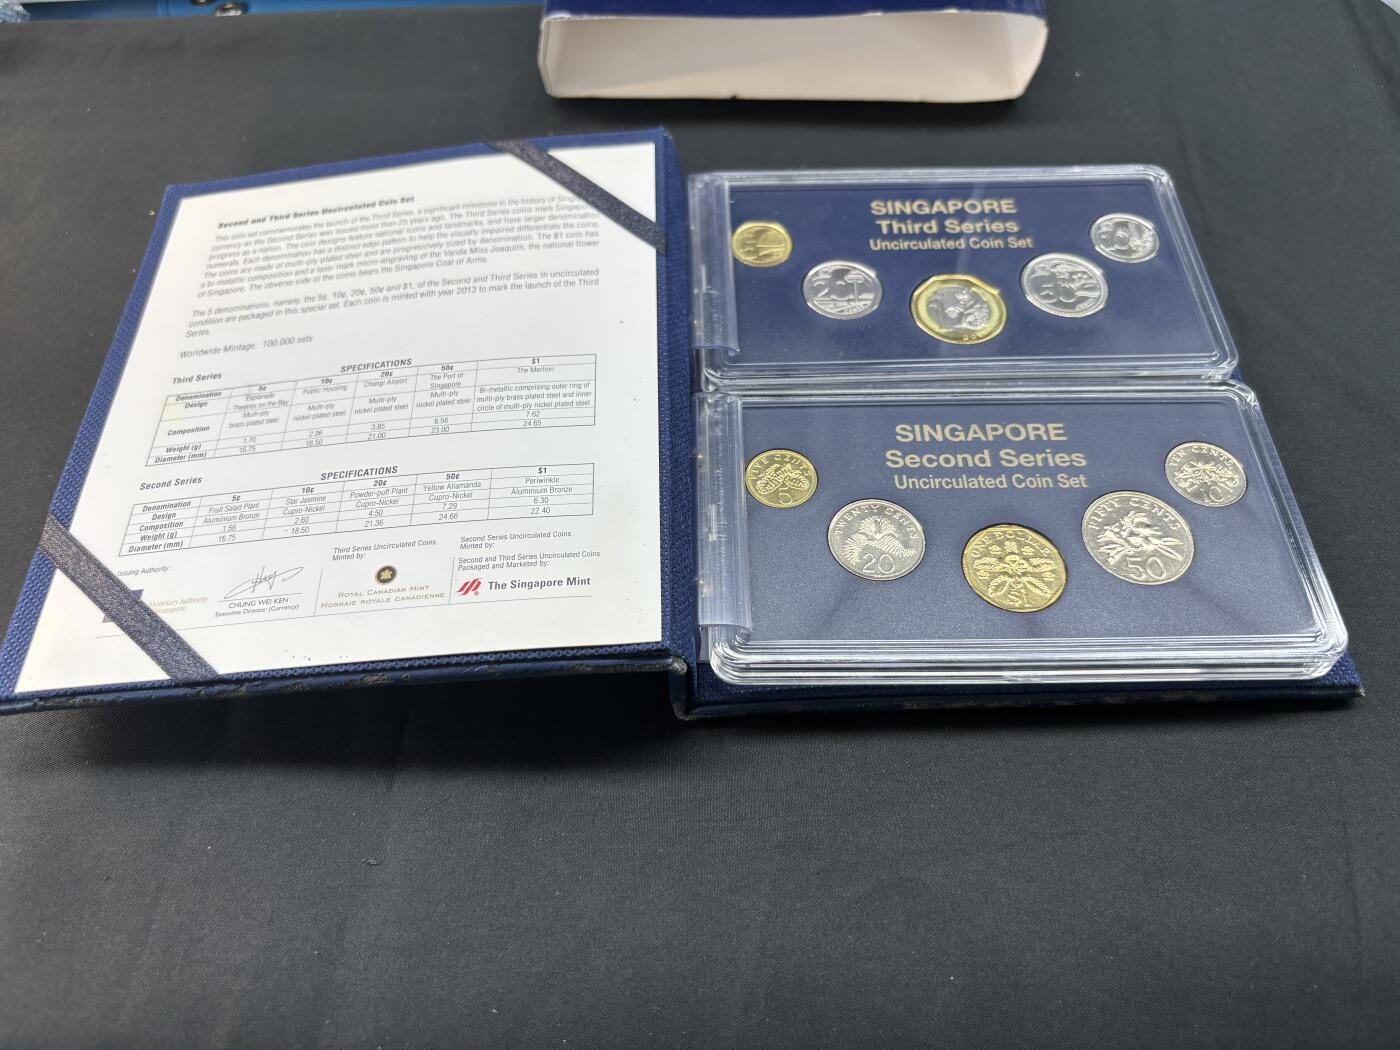 Second and Third Series Uncirculated Coin Set
This coin set commemorates the launch of the Third Series, a significant milestone in the history of
currency as the Second Series was issued more than 25 years ago. The Third Series coins mark
progress as a nation. The coin designs feature national icons and landmarks, and have larger denomination
numerals. Each denomination has a distinct edge pattern to help the visually impaired differentiate the coins.
The coins are made of multi-ply plated steel and are progressively sized by denomination. The $1 coin has
a bi-metallic composition and a laser mark micro-engraving of the Vanda Miss Joaquim, the national flower
of Singapore. The obverse side of the coins bears the Singapore Coat of Arms.
The 5 denominations, namely, the 5¢, 10¢, 20¢, 50¢ and $1, of the Second and Third Series in uncirculated
condition are packaged in this special set. Each coin is minted with year 2013 to mark the launch of the Third
Series.
Worldwide Mintage: 100,000 sets
Third Series
SPECIFICATIONS
Denomination 5¢ 10¢ 20¢ 50¢ $1
Design Esplanade - Theatres on the Bay Public Housing Changi Airport The Port of Singapore The Merlion
Composition Multi-ply brass plated steel Multi-ply nickel plated steel Multi-ply nickel plated steel Multi-ply nickel plated steel Bi-metallic comprising outer ring of multi-ply brass plated steel and inner circle of multi-ply nickel plated steel
Weight (g) 1.70 2.36 3.85 6.56 7.62
Diameter (mm) 16.75 18.50 21.00 23.00 24.65
Second Series
SPECIFICATIONS
Denomination 5¢ 10¢ 20¢ 50¢ $1
Design Fruit Salad Plant Star Jasmine Powder-puff Plant Yellow Allamanda Periwinkle
Composition Aluminium Bronze Cupro-Nickel Cupro-Nickel Cupro-Nickel Aluminium Bronze
Weight (g) 1.56 2.60 4.50 7.29 6.30
Diameter (mm) 16.75 18.50 21.36 24.66 22.40
Issuing Authority:
Monetary Authority
Singapore
CHUNG WEI KEN
Executive Director (Currency)
Third Series Uncirculated Coins
Minted by:
ROYAL CANADIAN MINT
MONNAIE ROYALE CANADIENNE
Second Series Uncirculated Coins
Minted by:
Second and Third Series Uncirculated Coins
Packaged and Marketed by:
The Singapore Mint
SINGAPORE
Third Series
Uncirculated Coin Set
5
20
50
SINGAPORE
Second Series
Uncirculated Coin Set
FIVE CENTS
5
TWENTY CENTS
20
ONE DOLLAR
$1
FIFTY CENTS
50
TEN CENTS
10